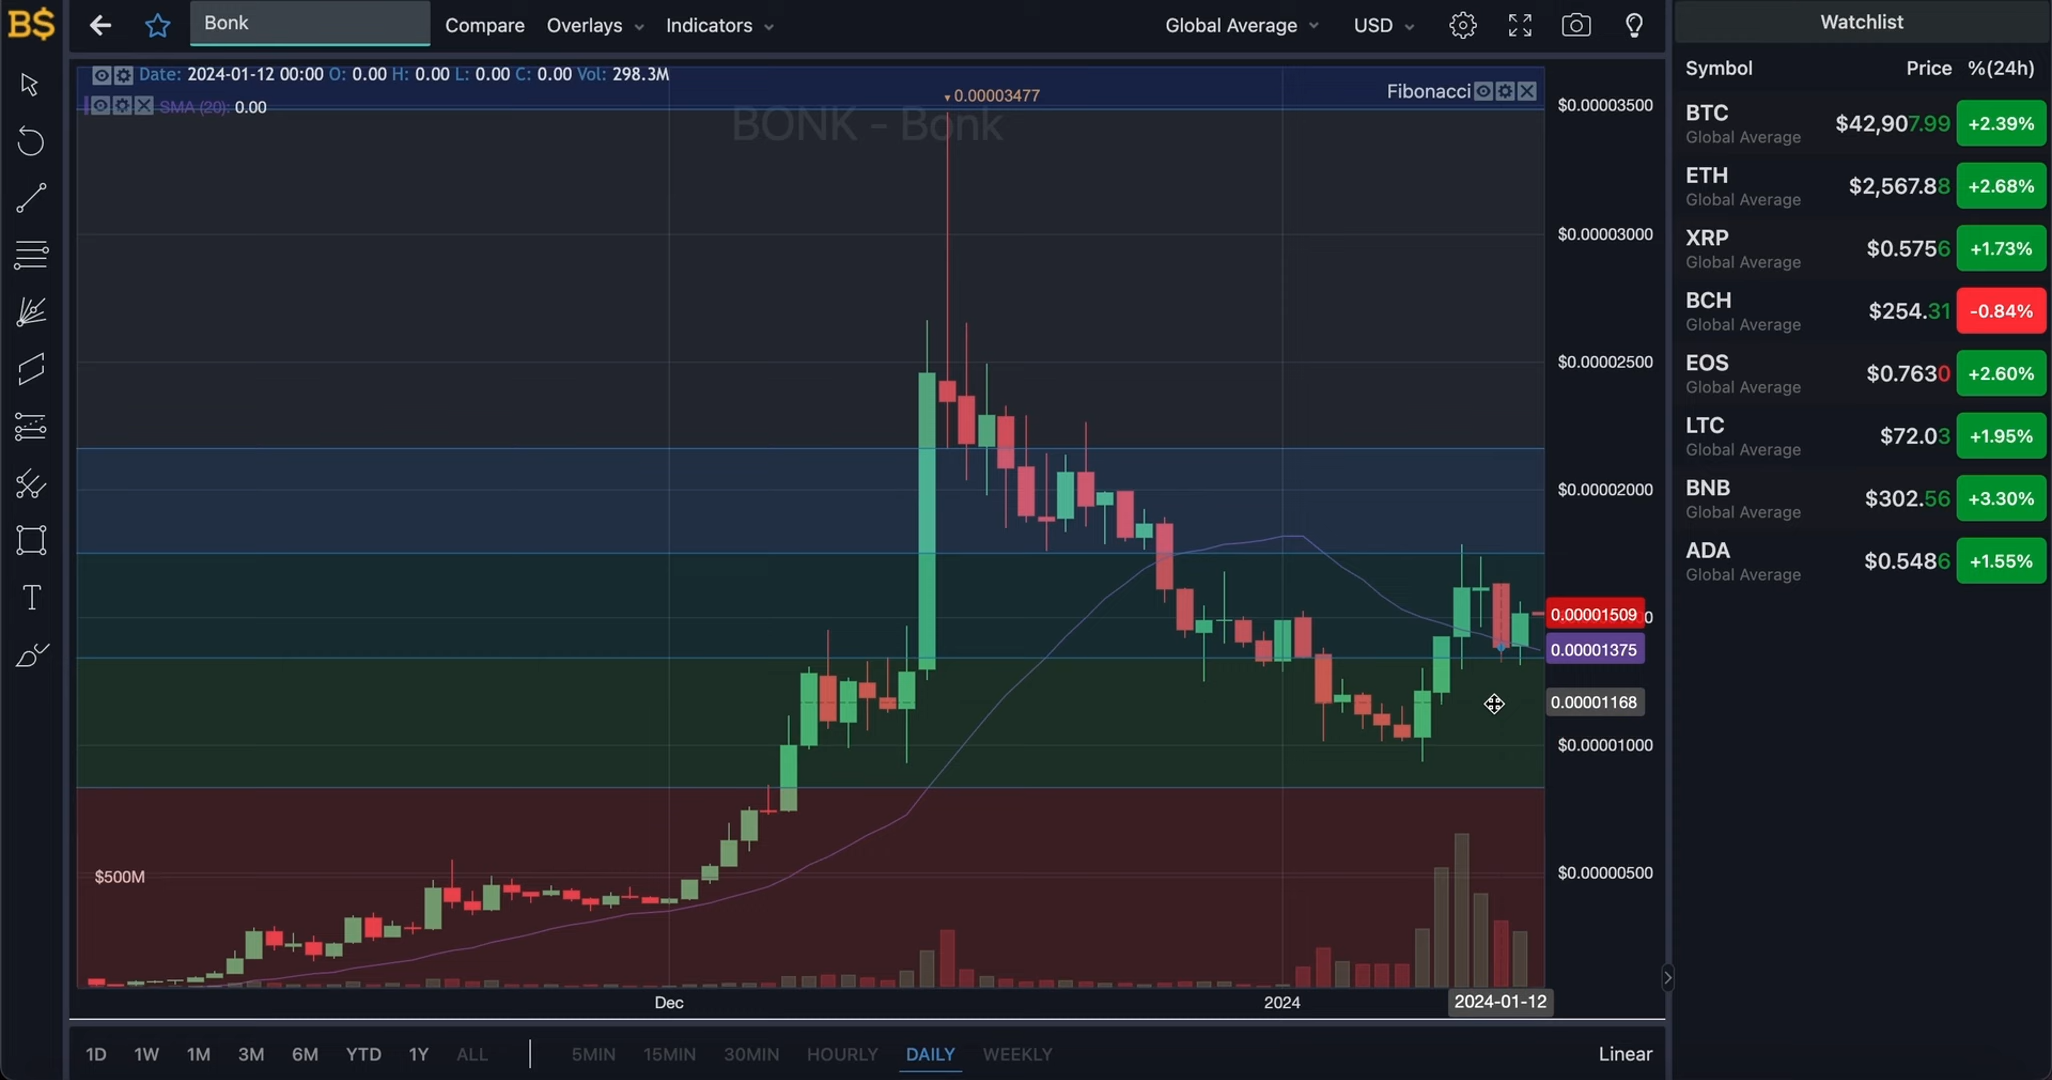 B$
Bonk
Compare
Overlays
Indicators
Global Average
USD
Watchlist
Date: 2024-01-12 00:00 O: 0.00 H: 0.00 L: 0.00 C: 0.00 Vol: 298.3M
SMA (20): 0.00
0.00003477
Fibonacci
BONK - Bonk
$0.00003500
$0.00003000
$0.00002500
$0.00002000
0.00001509
0.00001375
0.00001168
$0.00001000
$0.00000500
$500M
Dec
2024
2024-01-12
1D 1W 1M 3M 6M YTD 1Y ALL
5MIN 15MIN 30MIN HOURLY DAILY WEEKLY
Linear
Symbol Price %(24h)
BTC $42,907.99 +2.39%
Global Average
ETH $2,567.88 +2.68%
Global Average
XRP $0.5756 +1.73%
Global Average
BCH $254.31 -0.84%
Global Average
EOS $0.7630 +2.60%
Global Average
LTC $72.03 +1.95%
Global Average
BNB $302.56 +3.30%
Global Average
ADA $0.5486 +1.55%
Global Average
T